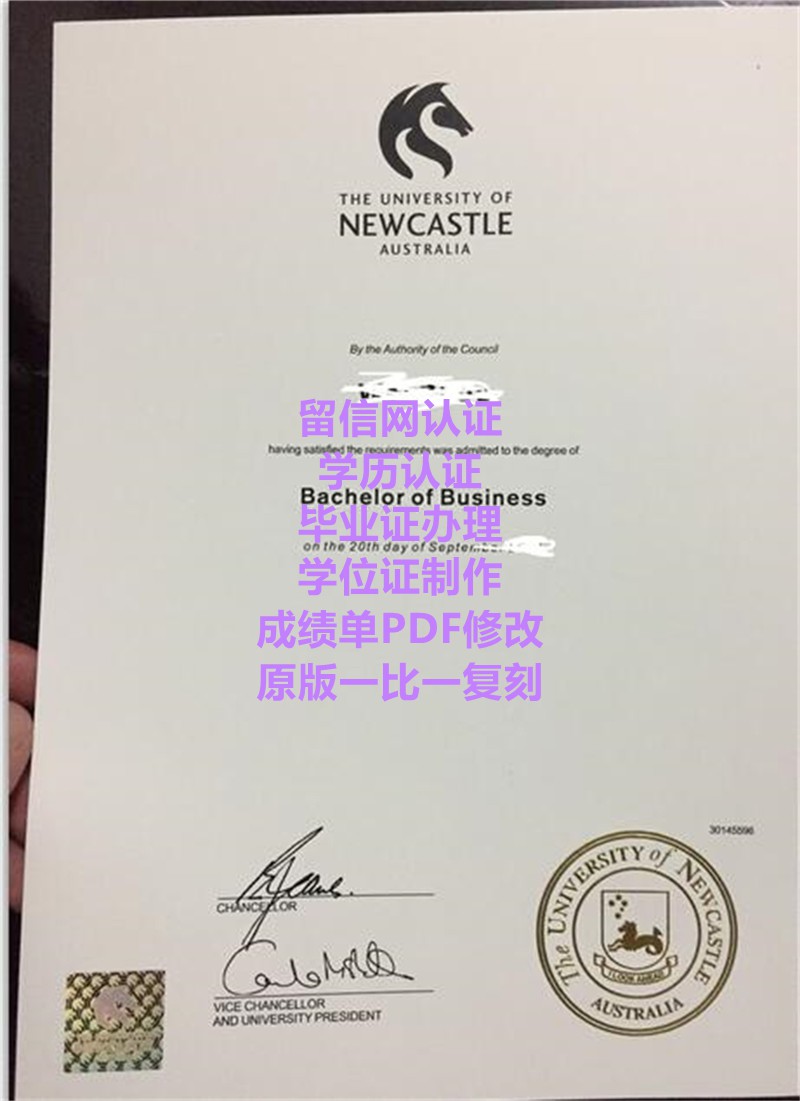 THE UNIVERSITY OF
NEWCASTLE
AUSTRALIA
By the Authority of the Council
留信网认证
having satisfied the requirements was admitted to the degree of
学历认证
Bachelor of Business
毕业证办理
on the 20th day of September
学位证制作
成绩单PDF修改
原版一比一复刻
30145596
CHANCELLOR
VICE CHANCELLOR
AND UNIVERSITY PRESIDENT
The UNIVERSITY of NEWCASTLE
I LOOK AHEAD
AUSTRALIA